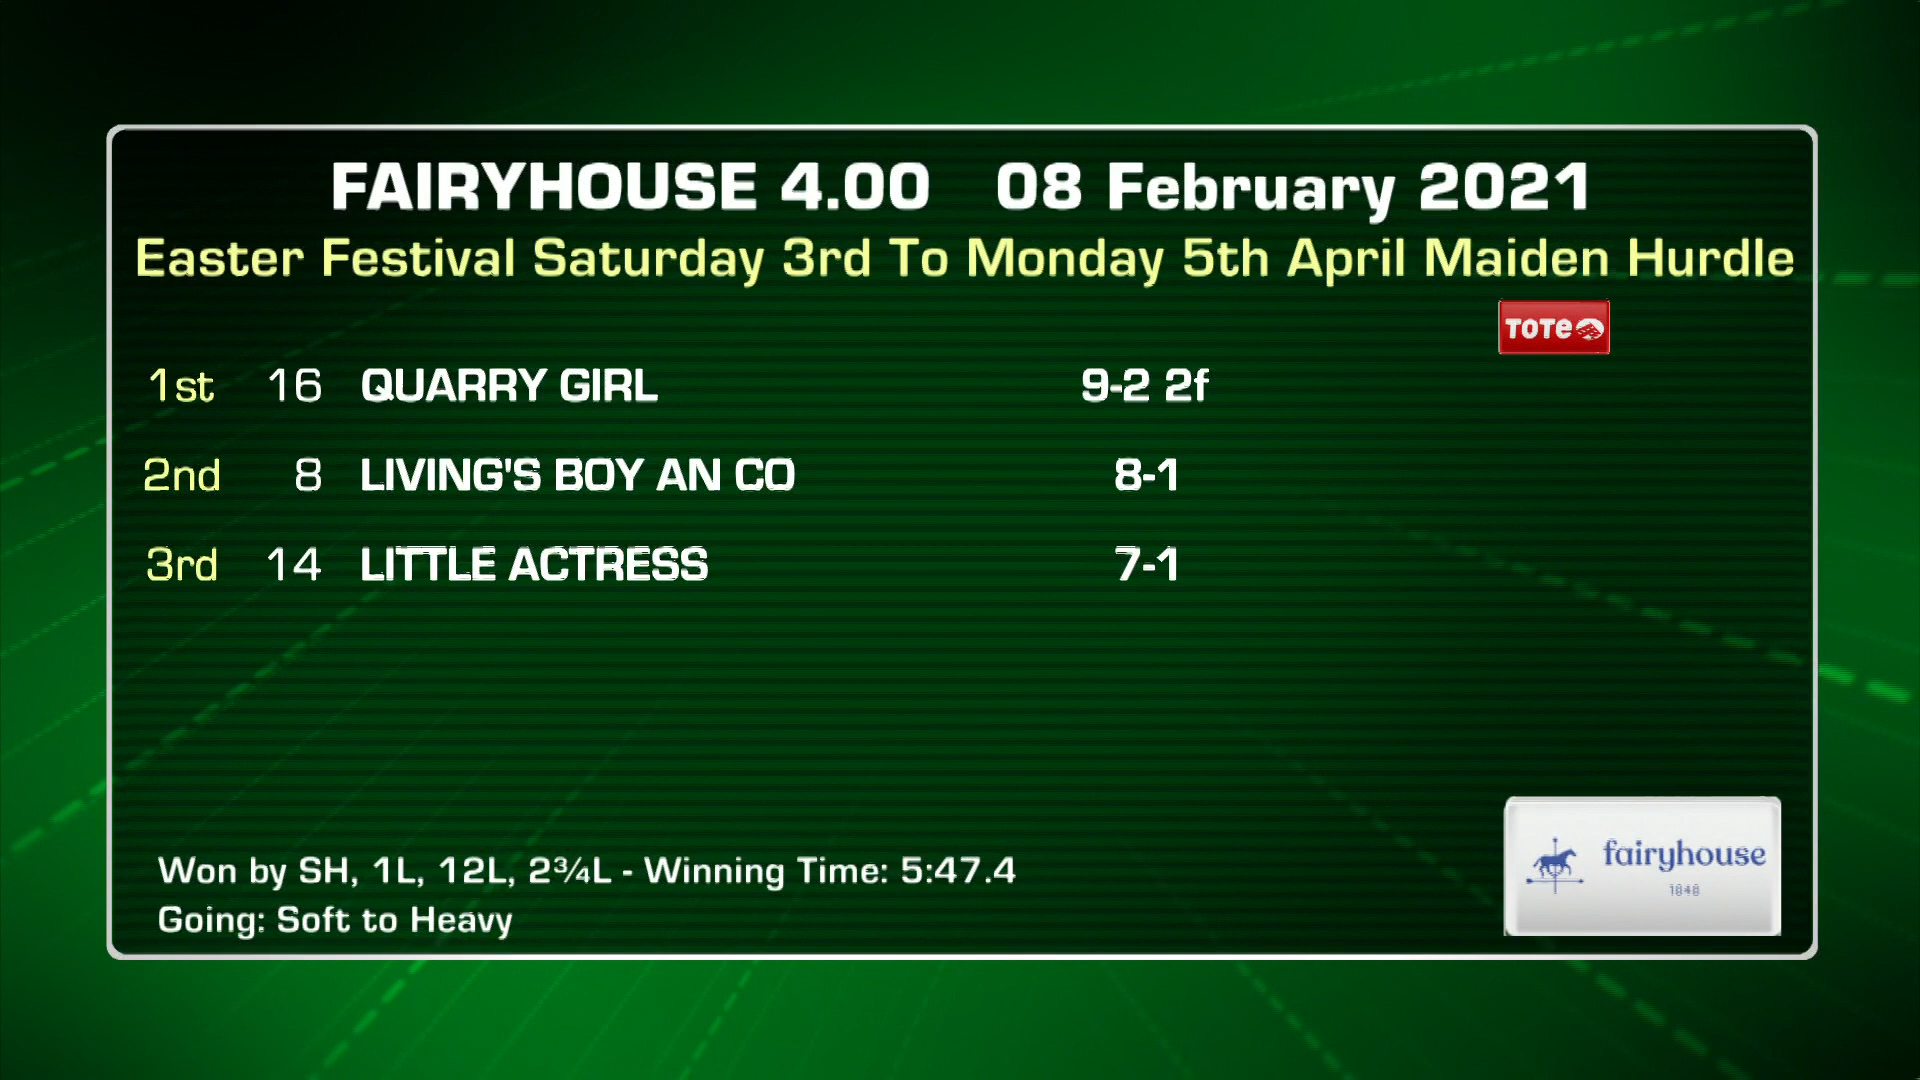 FAIRYHOUSE 4.00 08 February 2021
Easter Festival Saturday 3rd To Monday 5th April Maiden Hurdle
TOTE
1st 16 QUARRY GIRL 9-2 2f
2nd 8 LIVING'S BOY AN CO 8-1
3rd 14 LITTLE ACTRESS 7-1
Won by SH, 1L, 12L, 2¾L - Winning Time: 5:47.4
Going: Soft to Heavy
fairyhouse
1848